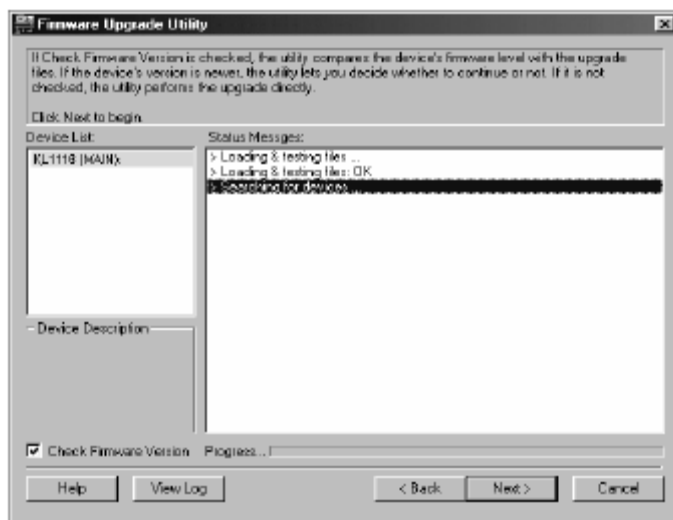 Firmware Upgrade Utility
If Check Firmware Version is checked, the utility compares the device's firmware level with the upgrade
files. If the device's version is newer, the utility lets you decide whether to continue or not. If it is not
checked, the utility performs the upgrade directly.
Click Next to begin.
Device List:
Status Messges:
KL1116 (MAIN):
> Loading & testing files ...
> Loading & testing files: OK
> Searching for devices ...
Device Description
Check Firmware Version
Progress...
Help
View Log
< Back
Next >
Cancel